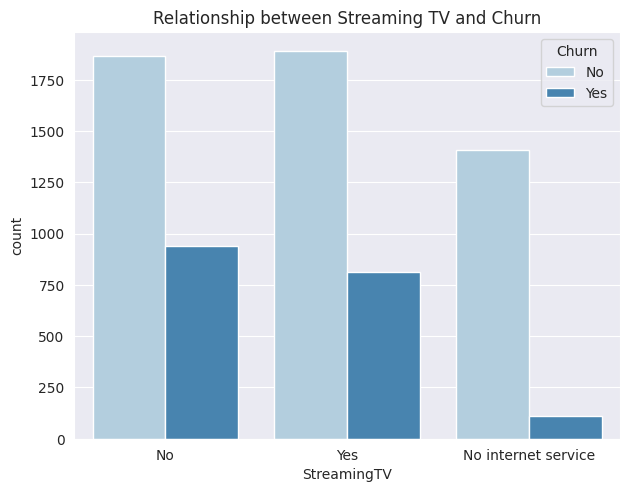 Relationship between Streaming TV and Churn
Churn
No
Yes
count
1750
1500
1250
1000
750
500
250
0
No
Yes
No internet service
StreamingTV